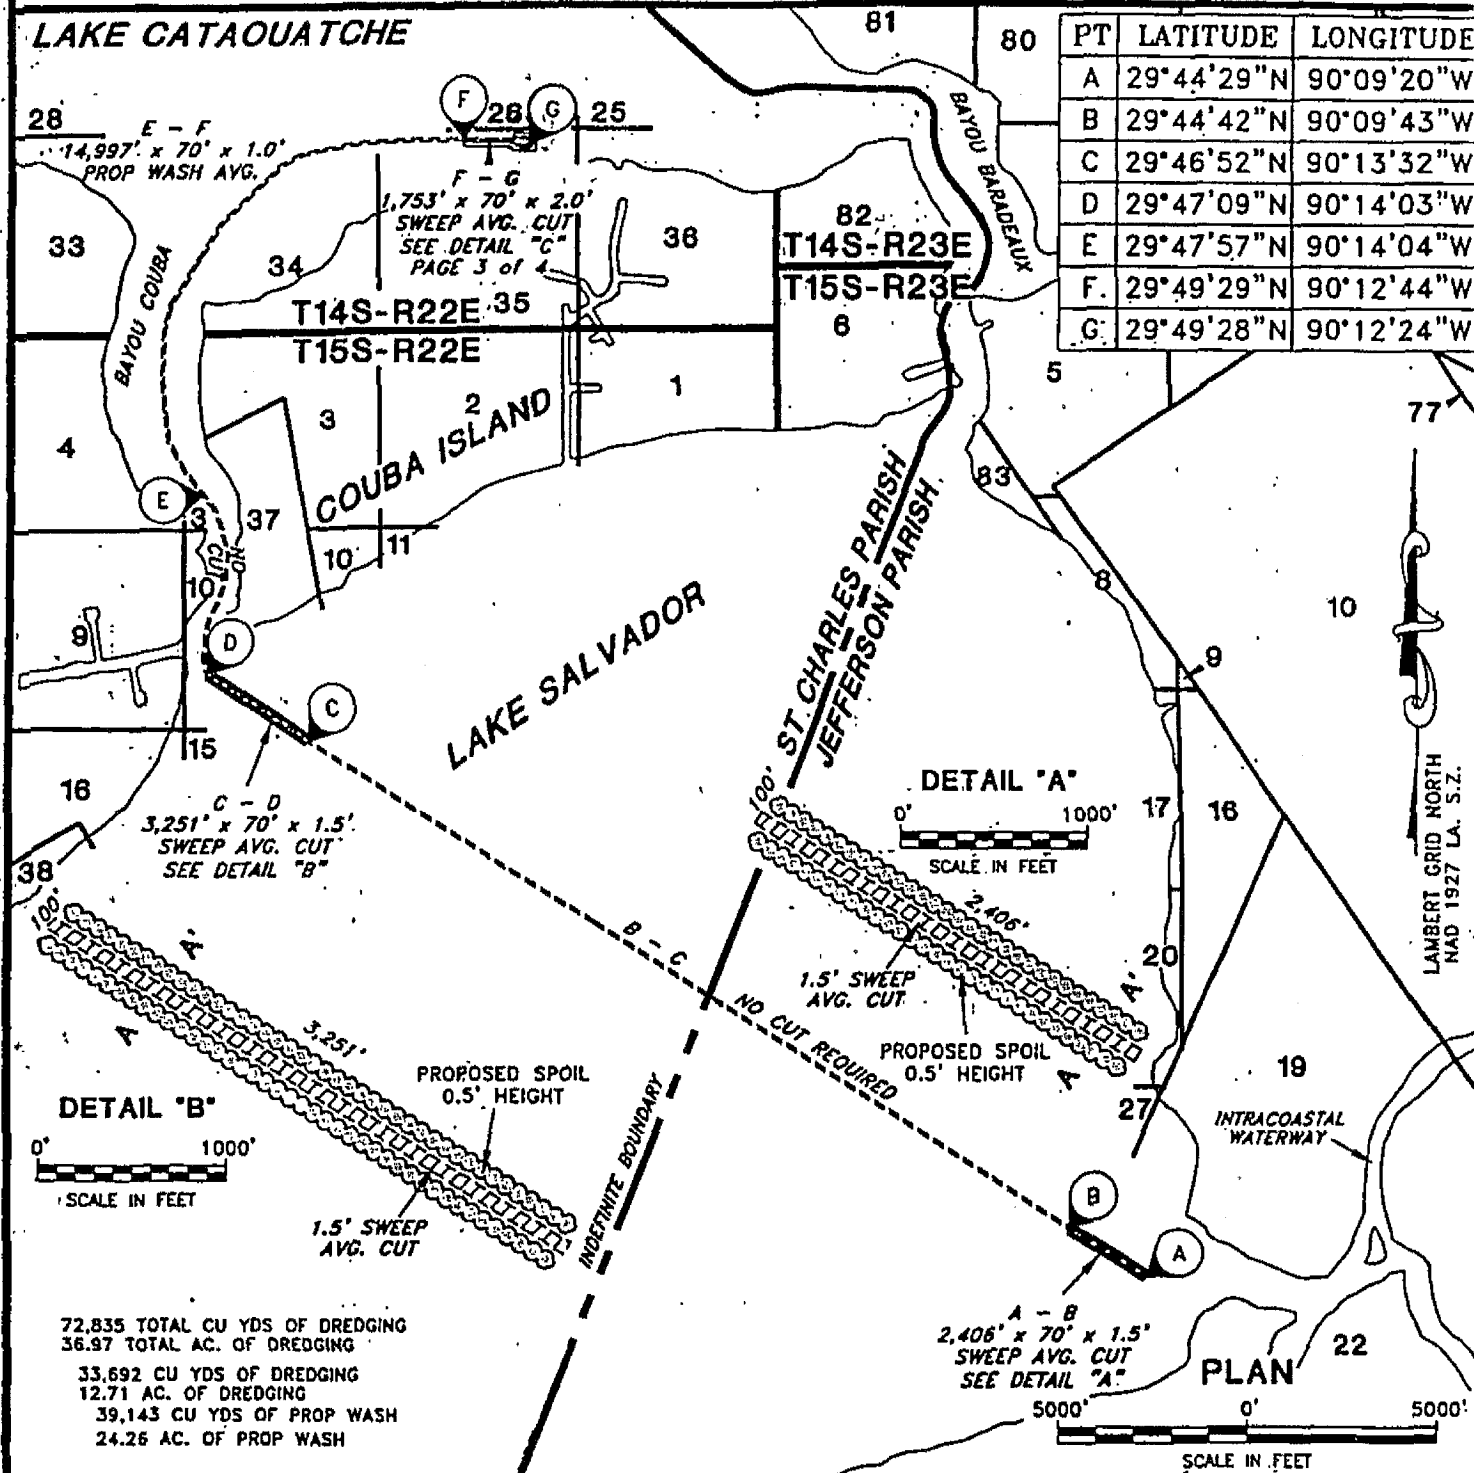 LAKE CATAOUATCHE
81
80
PT LATITUDE LONGITUDE
A 29°44'29"N 90°09'20"W
B 29°44'42"N 90°09'43"W
C 29°46'52"N 90°13'32"W
D 29°47'09"N 90°14'03"W
E 29°47'57"N 90°14'04"W
F 29°49'29"N 90°12'44"W
G 29°49'28"N 90°12'24"W
F
26
G
25
28
E - F
14,997' x 70' x 1.0'
PROP WASH AVG.
F - G
1,753' x 70' x 2.0'
SWEEP AVG. CUT
SEE DETAIL "C"
PAGE 3 of 4
BAYOU BARADEAUX
33
34
35
36
82
T14S-R23E
T15S-R23E
6
T14S-R22E
T15S-R22E
BAYOU COUBA
5
77
4
3
2
1
COUBA ISLAND
83
E
3
37
NO
CUT
10
10
11
8
10
9
D
9
C
LAKE SALVADOR
ST. CHARLES PARISH
JEFFERSON PARISH
15
16
38
C - D
3,251' x 70' x 1.5'
SWEEP AVG. CUT
SEE DETAIL "B"
DETAIL "A"
0' 1000'
SCALE IN FEET
17
16
LAMBERT GRID NORTH
NAD 1927 LA. S.Z.
100'
2,406'
1.5' SWEEP
AVG. CUT
A'
PROPOSED SPOIL
0.5' HEIGHT
A
20
B - C
NO CUT REQUIRED
100'
A'
A
3,251'
PROPOSED SPOIL
0.5' HEIGHT
DETAIL "B"
0' 1000'
SCALE IN FEET
1.5' SWEEP
AVG. CUT
INDEFINITE BOUNDARY
19
27
INTRACOASTAL
WATERWAY
B
A
A - B
2,406' x 70' x 1.5'
SWEEP AVG. CUT
SEE DETAIL "A"
22
72,835 TOTAL CU YDS OF DREDGING
36.97 TOTAL AC. OF DREDGING
33,692 CU YDS OF DREDGING
12.71 AC. OF DREDGING
39,143 CU YDS OF PROP WASH
24.26 AC. OF PROP WASH
PLAN
5000' 0' 5000'
SCALE IN FEET